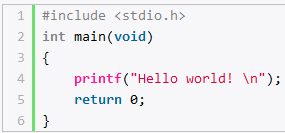 1 #include <stdio.h>
2 int main(void)
3 {
4     printf("Hello world! \n");
5     return 0;
6 }